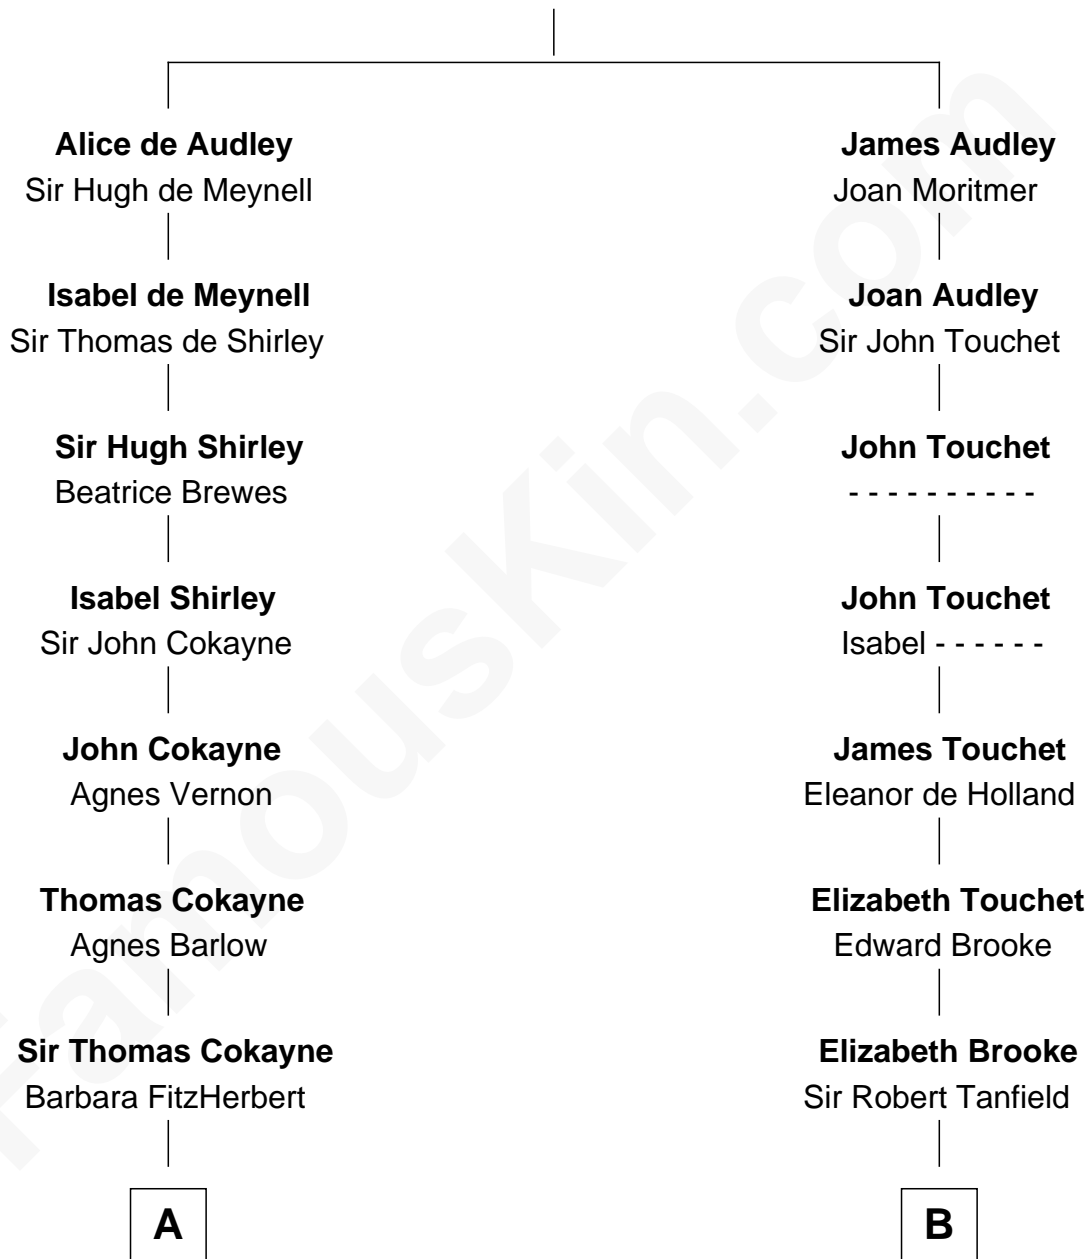 Alice de Audley
Sir Hugh de Meynell
Isabel de Meynell
Sir Thomas de Shirley
Sir Hugh Shirley
Beatrice Brewes
Isabel Shirley
Sir John Cokayne
John Cokayne
Agnes Vernon
Thomas Cokayne
Agnes Barlow
Sir Thomas Cokayne
Barbara FitzHerbert
A
James Audley
Joan Moritmer
Joan Audley
Sir John Touchet
John Touchet
- - - - - - - - - -
John Touchet
Isabel - - - - - -
James Touchet
Eleanor de Holland
Elizabeth Touchet
Edward Brooke
Elizabeth Brooke
Sir Robert Tanfield
B
FamousKin.com